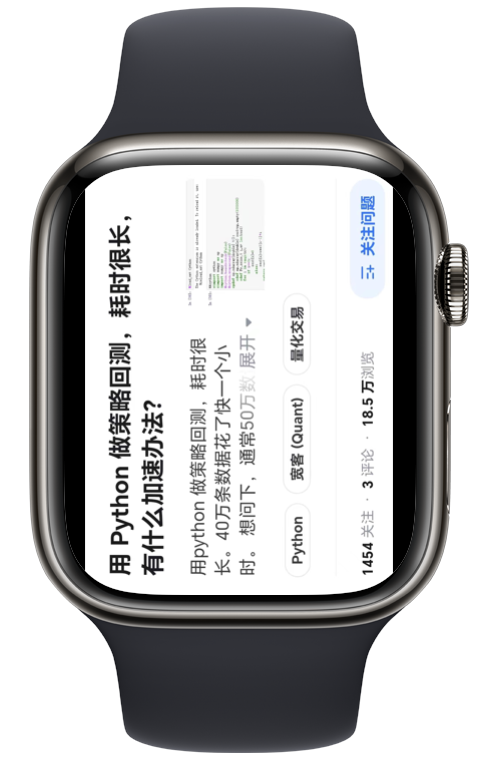 用 Python 做策略回测，耗时很长，
有什么加速办法？
用python 做策略回测，耗时很
长。40万条数据花了快一个小
时。 想问下，通常50万数 展开
Python
宽客 (Quant)
量化交易
1454 关注 · 3 评论 · 18.5 万浏览
关注问题